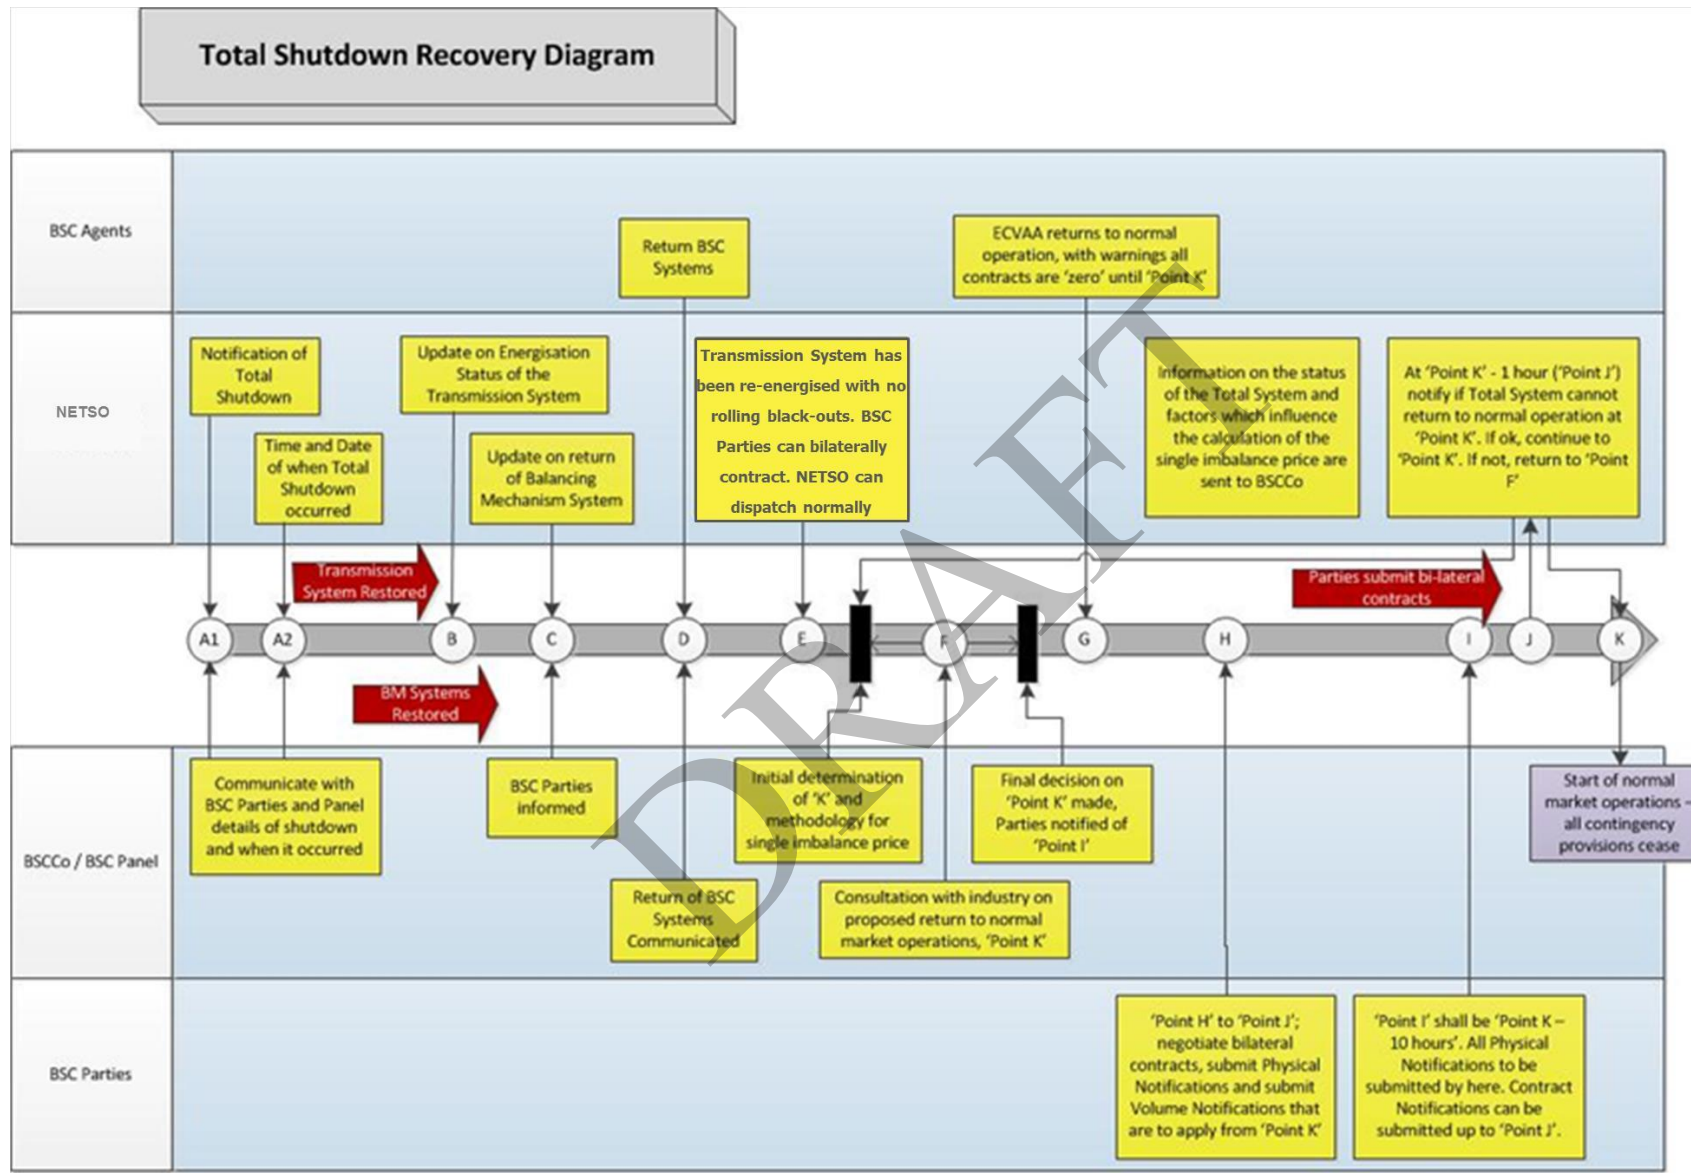 Total Shutdown Recovery Diagram
BSC Agents
Return BSC
Systems
ECVAA returns to normal
operation, with warnings all
contracts are ‘zero’ until ‘Point K’
NETSO
Notification of
Total
Shutdown
Time and Date
of when Total
Shutdown
occurred
Update on Energisation
Status of the
Transmission System
Update on return
of Balancing
Mechanism System
Transmission System has
been re-energised with no
rolling black-outs. BSC
Parties can bilaterally
contract. NETSO can
dispatch normally
Information on the status
of the Total System and
factors which influence
the calculation of the
single imbalance price are
sent to BSCCo
At ‘Point K’ - 1 hour (‘Point J’)
notify if Total System cannot
return to normal operation at
‘Point K’. If ok, continue to
‘Point K’. If not, return to ‘Point
F’
Transmission
System Restored
Parties submit bi-lateral
contracts
A1
A2
B
C
D
E
F
G
H
I
J
K
BM Systems
Restored
DRAFT
BSCCo / BSC Panel
Communicate with
BSC Parties and Panel
details of shutdown
and when it occurred
BSC Parties
informed
Return of BSC
Systems
Communicated
Initial determination
of ‘K’ and
methodology for
single imbalance price
Consultation with industry on
proposed return to normal
market operations, ‘Point K’
Final decision on
‘Point K’ made,
Parties notified of
‘Point I’
Start of normal
market operations –
all contingency
provisions cease
BSC Parties
‘Point H’ to ‘Point J’;
negotiate bilateral
contracts, submit Physical
Notifications and submit
Volume Notifications that
are to apply from ‘Point K’
‘Point I’ shall be ‘Point K –
10 hours’. All Physical
Notifications to be
submitted by here. Contract
Notifications can be
submitted up to ‘Point J’.